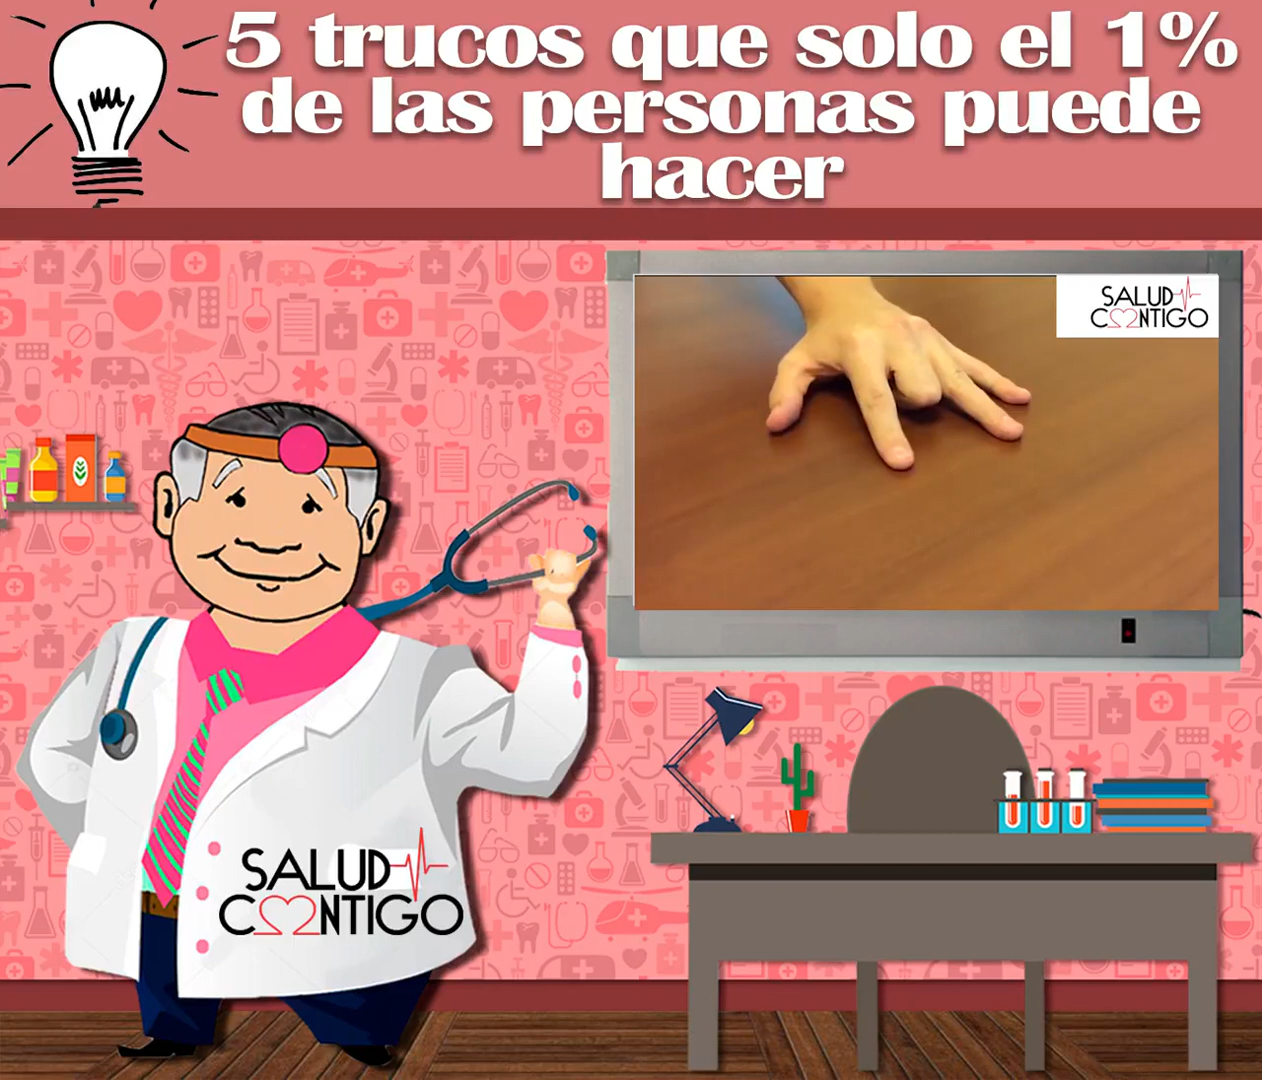 5 trucos que solo el 1%
de las personas puede
hacer
SALUD
CONTIGO
SALUD
CONTIGO